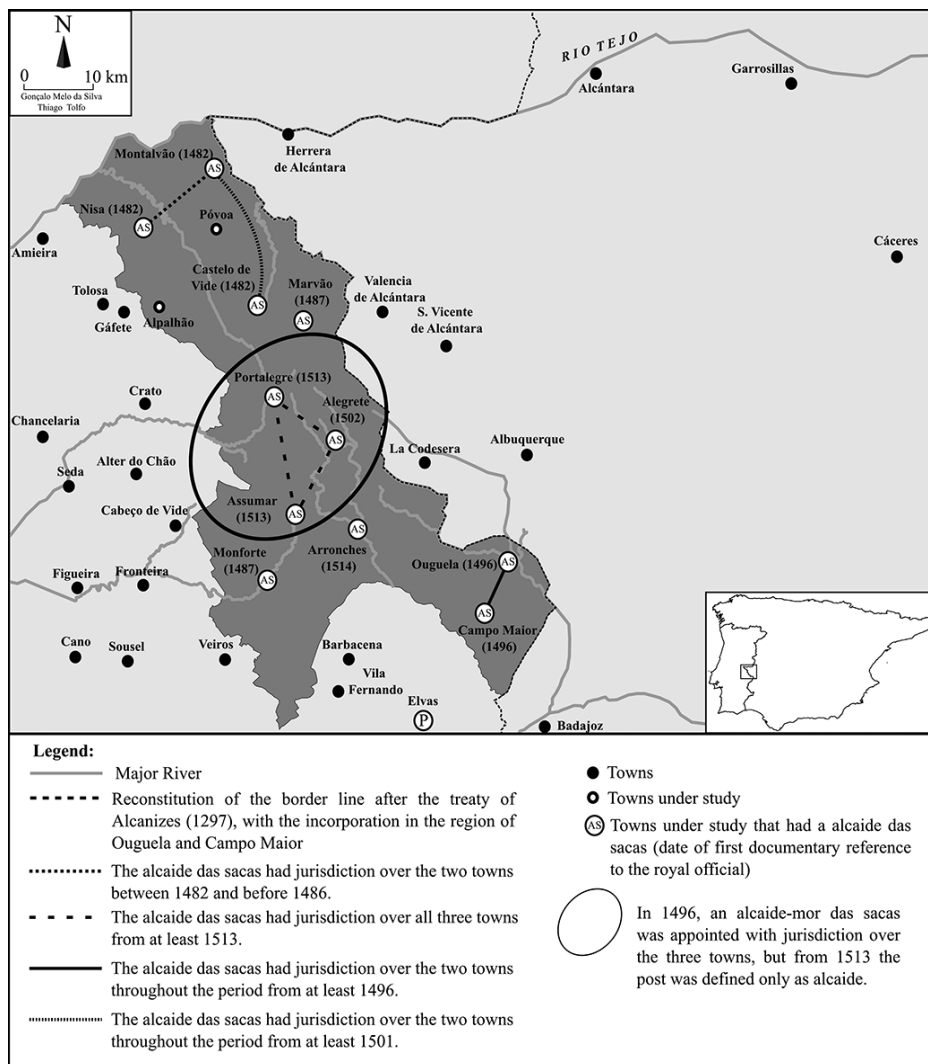 N
0 10 km
Gonçalo Melo da Silva
Thiago Tolfo
RIO TEJO
Alcántara
Garrosillas
Herrera
de Alcántara
Montalvão (1482)
AS
Nisa (1482)
AS
Póvoa
Amieira
Cáceres
Castelo de
Vide (1482)
AS
Marvão
(1487)
AS
Valencia
de Alcántara
S. Vicente
de Alcántara
Tolosa
Gáfete
Alpalhão
Portalegre (1513)
AS
Alegrete
(1502)
AS
Crato
Chancelaria
La Codesera
Albuquerque
Alter do Chão
Seda
Cabeço de Vide
Assumar
(1513)
AS
Monforte
(1487)
AS
Arronches
(1514)
AS
Ouguela (1496)
AS
Figueira
Fronteira
AS
Campo Maior
(1496)
Cano
Sousel
Veiros
Barbacena
Vila
Fernando
Elvas
P
Badajoz
Legend:
Major River
Reconstitution of the border line after the treaty of
Alcanizes (1297), with the incorporation in the region of
Ouguela and Campo Maior
The alcaide das sacas had jurisdiction over the two towns
between 1482 and before 1486.
The alcaide das sacas had jurisdiction over all three towns
from at least 1513.
The alcaide das sacas had jurisdiction over the two towns
throughout the period from at least 1496.
The alcaide das sacas had jurisdiction over the two towns
throughout the period from at least 1501.
Towns
Towns under study
AS
Towns under study that had a alcaide das
sacas (date of first documentary reference
to the royal official)
In 1496, an alcaide-mor das sacas
was appointed with jurisdiction over
the three towns, but from 1513 the
post was defined only as alcaide.